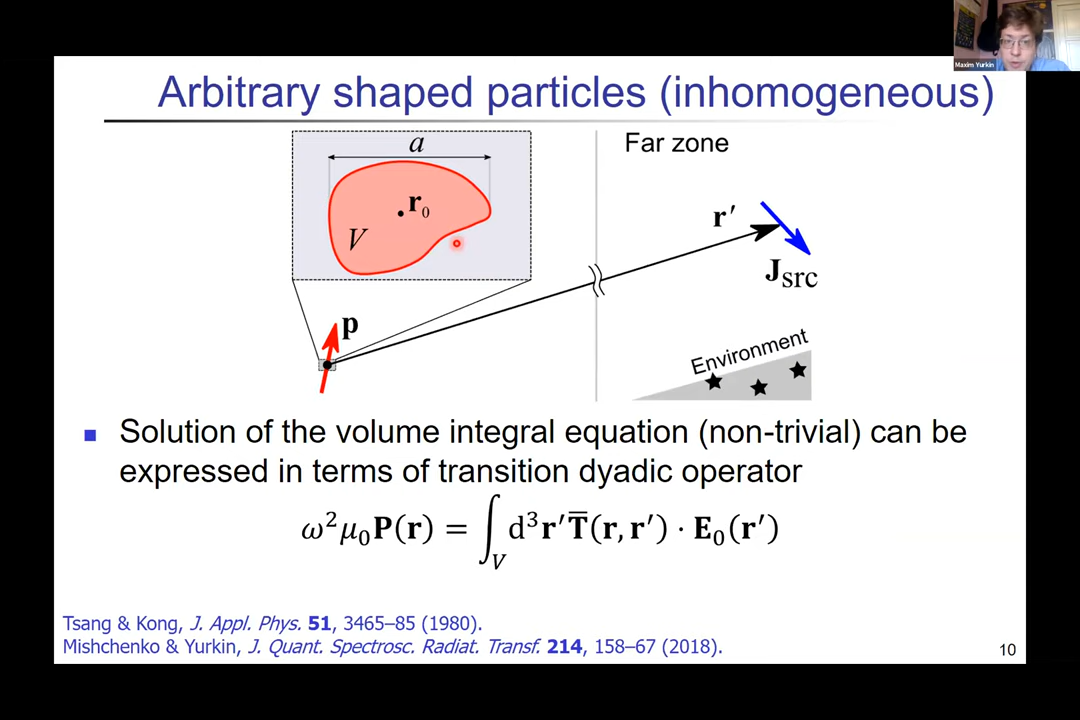 Maxim Yurkin
Arbitrary shaped particles (inhomogeneous)
a
r₀
V
Far zone
r′
J_src
p
Environment
■ Solution of the volume integral equation (non-trivial) can be
expressed in terms of transition dyadic operator
ω²μ₀P(r) = ∫_V d³r′T̿(r, r′) · E₀(r′)
Tsang & Kong, J. Appl. Phys. 51, 3465–85 (1980).
Mishchenko & Yurkin, J. Quant. Spectrosc. Radiat. Transf. 214, 158–67 (2018).
10